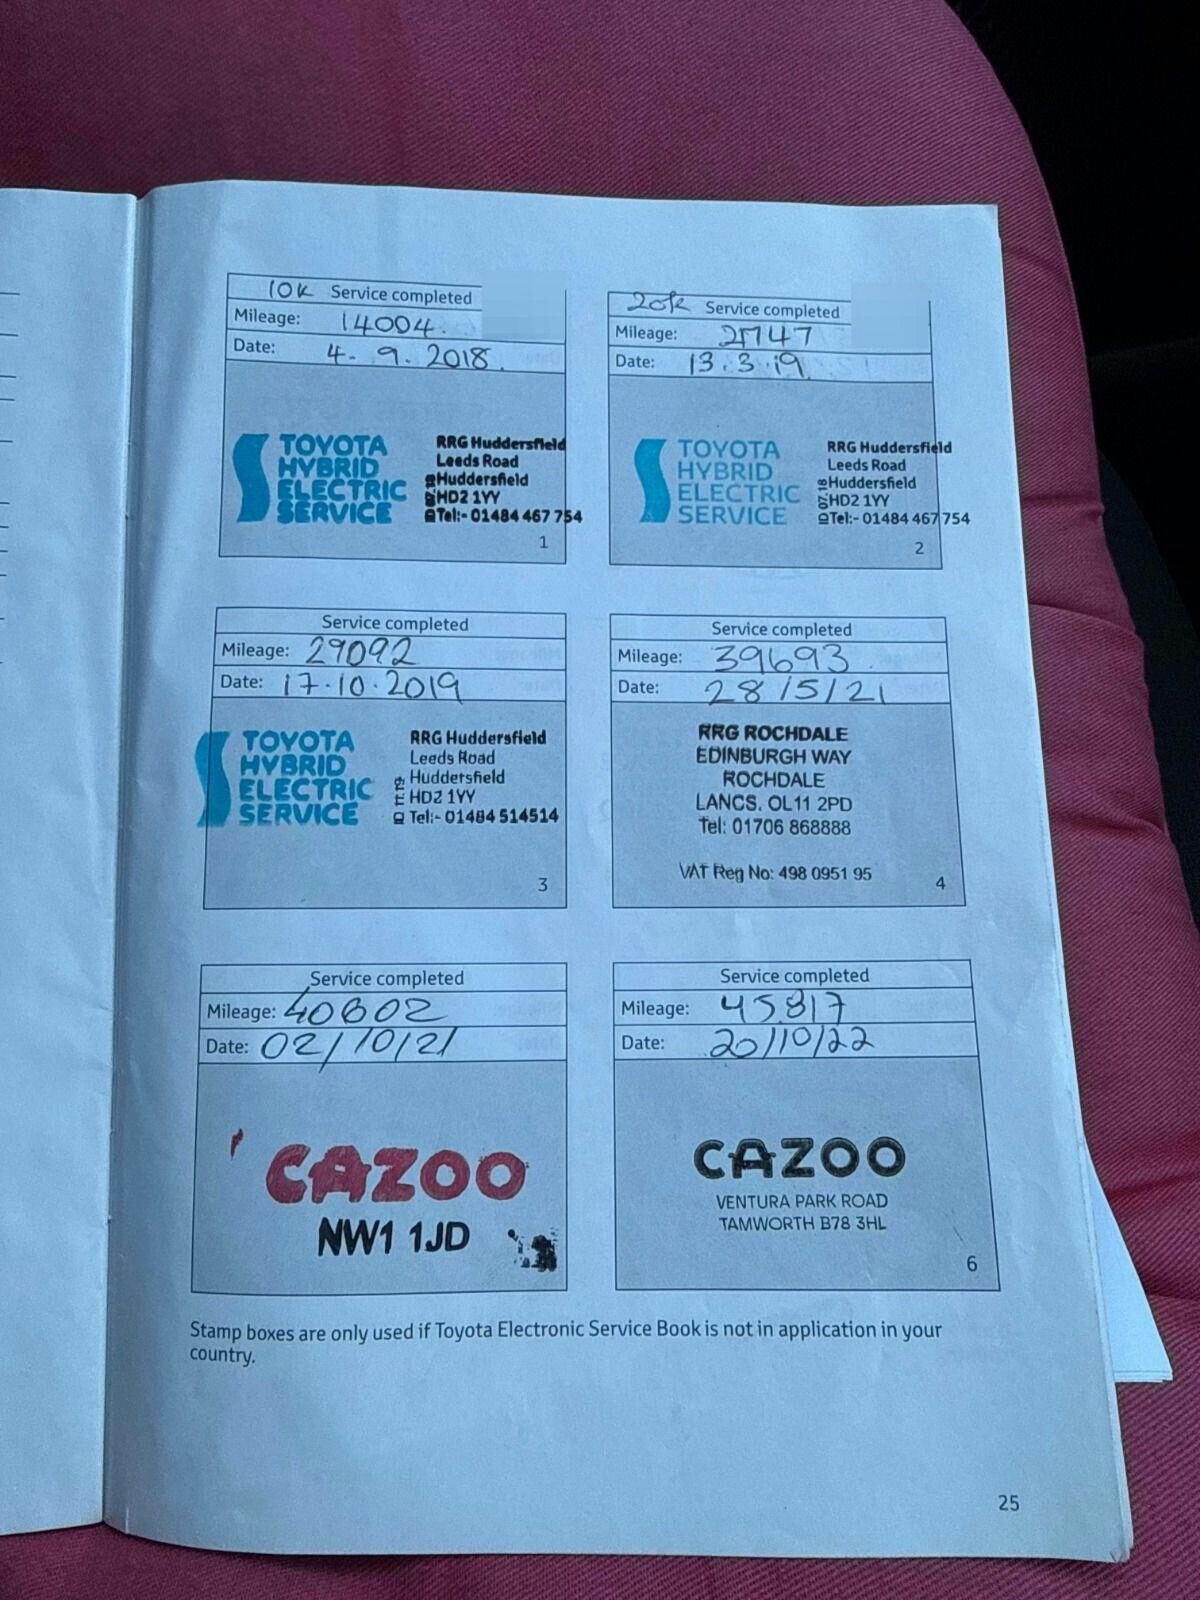 10K Service completed
Mileage: 14004.
Date: 4. 9. 2018.
TOYOTA
HYBRID
ELECTRIC
SERVICE
RRG Huddersfield
Leeds Road
Huddersfield
HD2 1YY
Tel:- 01484 467 754
1
20K Service completed
Mileage:
Date: 13.3.19
TOYOTA
HYBRID
ELECTRIC
SERVICE
RRG Huddersfield
Leeds Road
Huddersfield
HD2 1YY
Tel:- 01484 467 754
07.18
2
Service completed
Mileage: 29092
Date: 17.10.2019
TOYOTA
HYBRID
ELECTRIC
SERVICE
RRG Huddersfield
Leeds Road
Huddersfield
HD2 1YY
Tel:- 01484 514514
11.19
3
Service completed
Mileage: 39693
Date: 28/5/21
RRG ROCHDALE
EDINBURGH WAY
ROCHDALE
LANCS. OL11 2PD
Tel: 01706 868888
VAT Reg No: 498 0951 95
4
Service completed
Mileage:
Date: 02/10/21
CAZOO
NW1 1JD
Service completed
Mileage: 45817
Date: 20/10/22
CAZOO
VENTURA PARK ROAD
TAMWORTH B78 3HL
6
Stamp boxes are only used if Toyota Electronic Service Book is not in application in your
country.
25